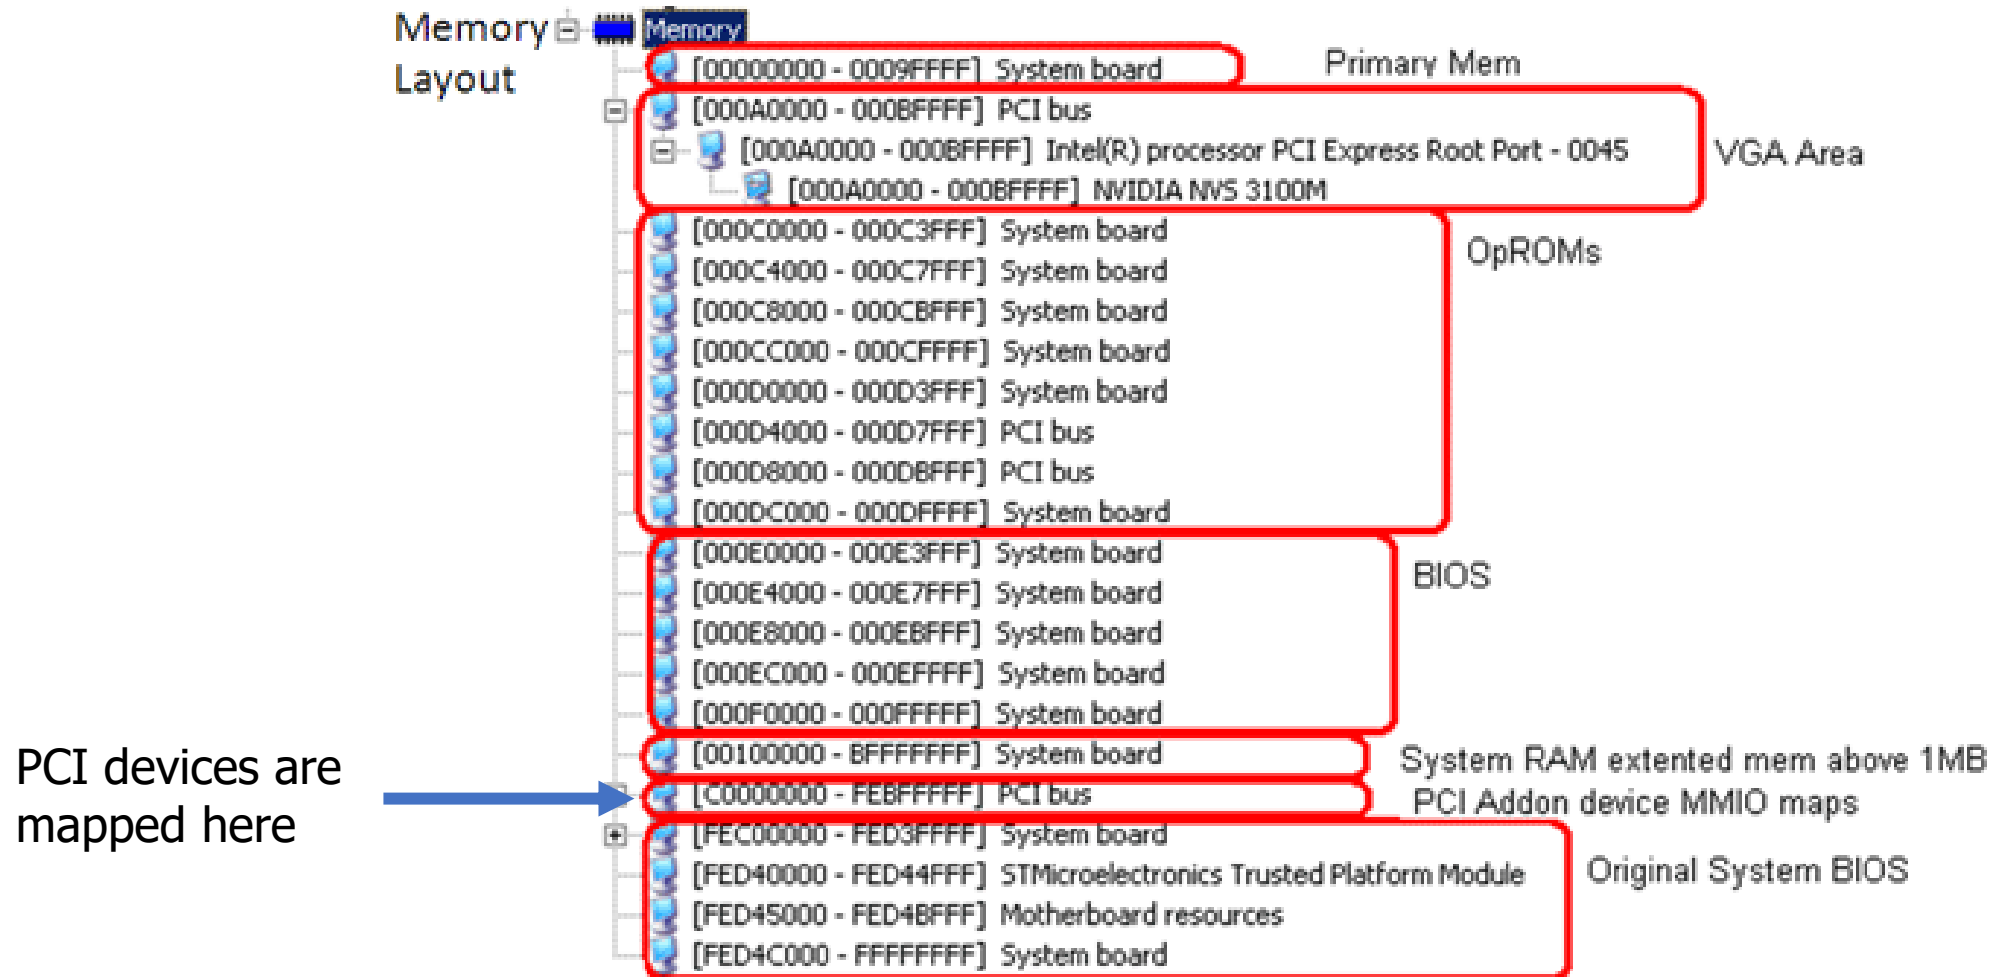 Memory Layout
Memory
[00000000 - 0009FFFF] System board
Primary Mem
[000A0000 - 000BFFFF] PCI bus
[000A0000 - 000BFFFF] Intel(R) processor PCI Express Root Port - 0045
VGA Area
[000A0000 - 000BFFFF] NVIDIA NVS 3100M
[000C0000 - 000C3FFF] System board
OpROMs
[000C4000 - 000C7FFF] System board
[000C8000 - 000CBFFF] System board
[000CC000 - 000CFFFF] System board
[000D0000 - 000D3FFF] System board
[000D4000 - 000D7FFF] PCI bus
[000D8000 - 000DBFFF] PCI bus
[000DC000 - 000DFFFF] System board
[000E0000 - 000E3FFF] System board
BIOS
[000E4000 - 000E7FFF] System board
[000E8000 - 000EBFFF] System board
[000EC000 - 000EFFFF] System board
[000F0000 - 000FFFFF] System board
[00100000 - BFFFFFFF] System board
System RAM extented mem above 1MB
PCI devices are
mapped here
[C0000000 - FEBFFFFF] PCI bus
PCI Addon device MMIO maps
[FEC00000 - FED3FFFF] System board
[FED40000 - FED44FFF] STMicroelectronics Trusted Platform Module
Original System BIOS
[FED45000 - FED4BFFF] Motherboard resources
[FED4C000 - FFFFFFFF] System board